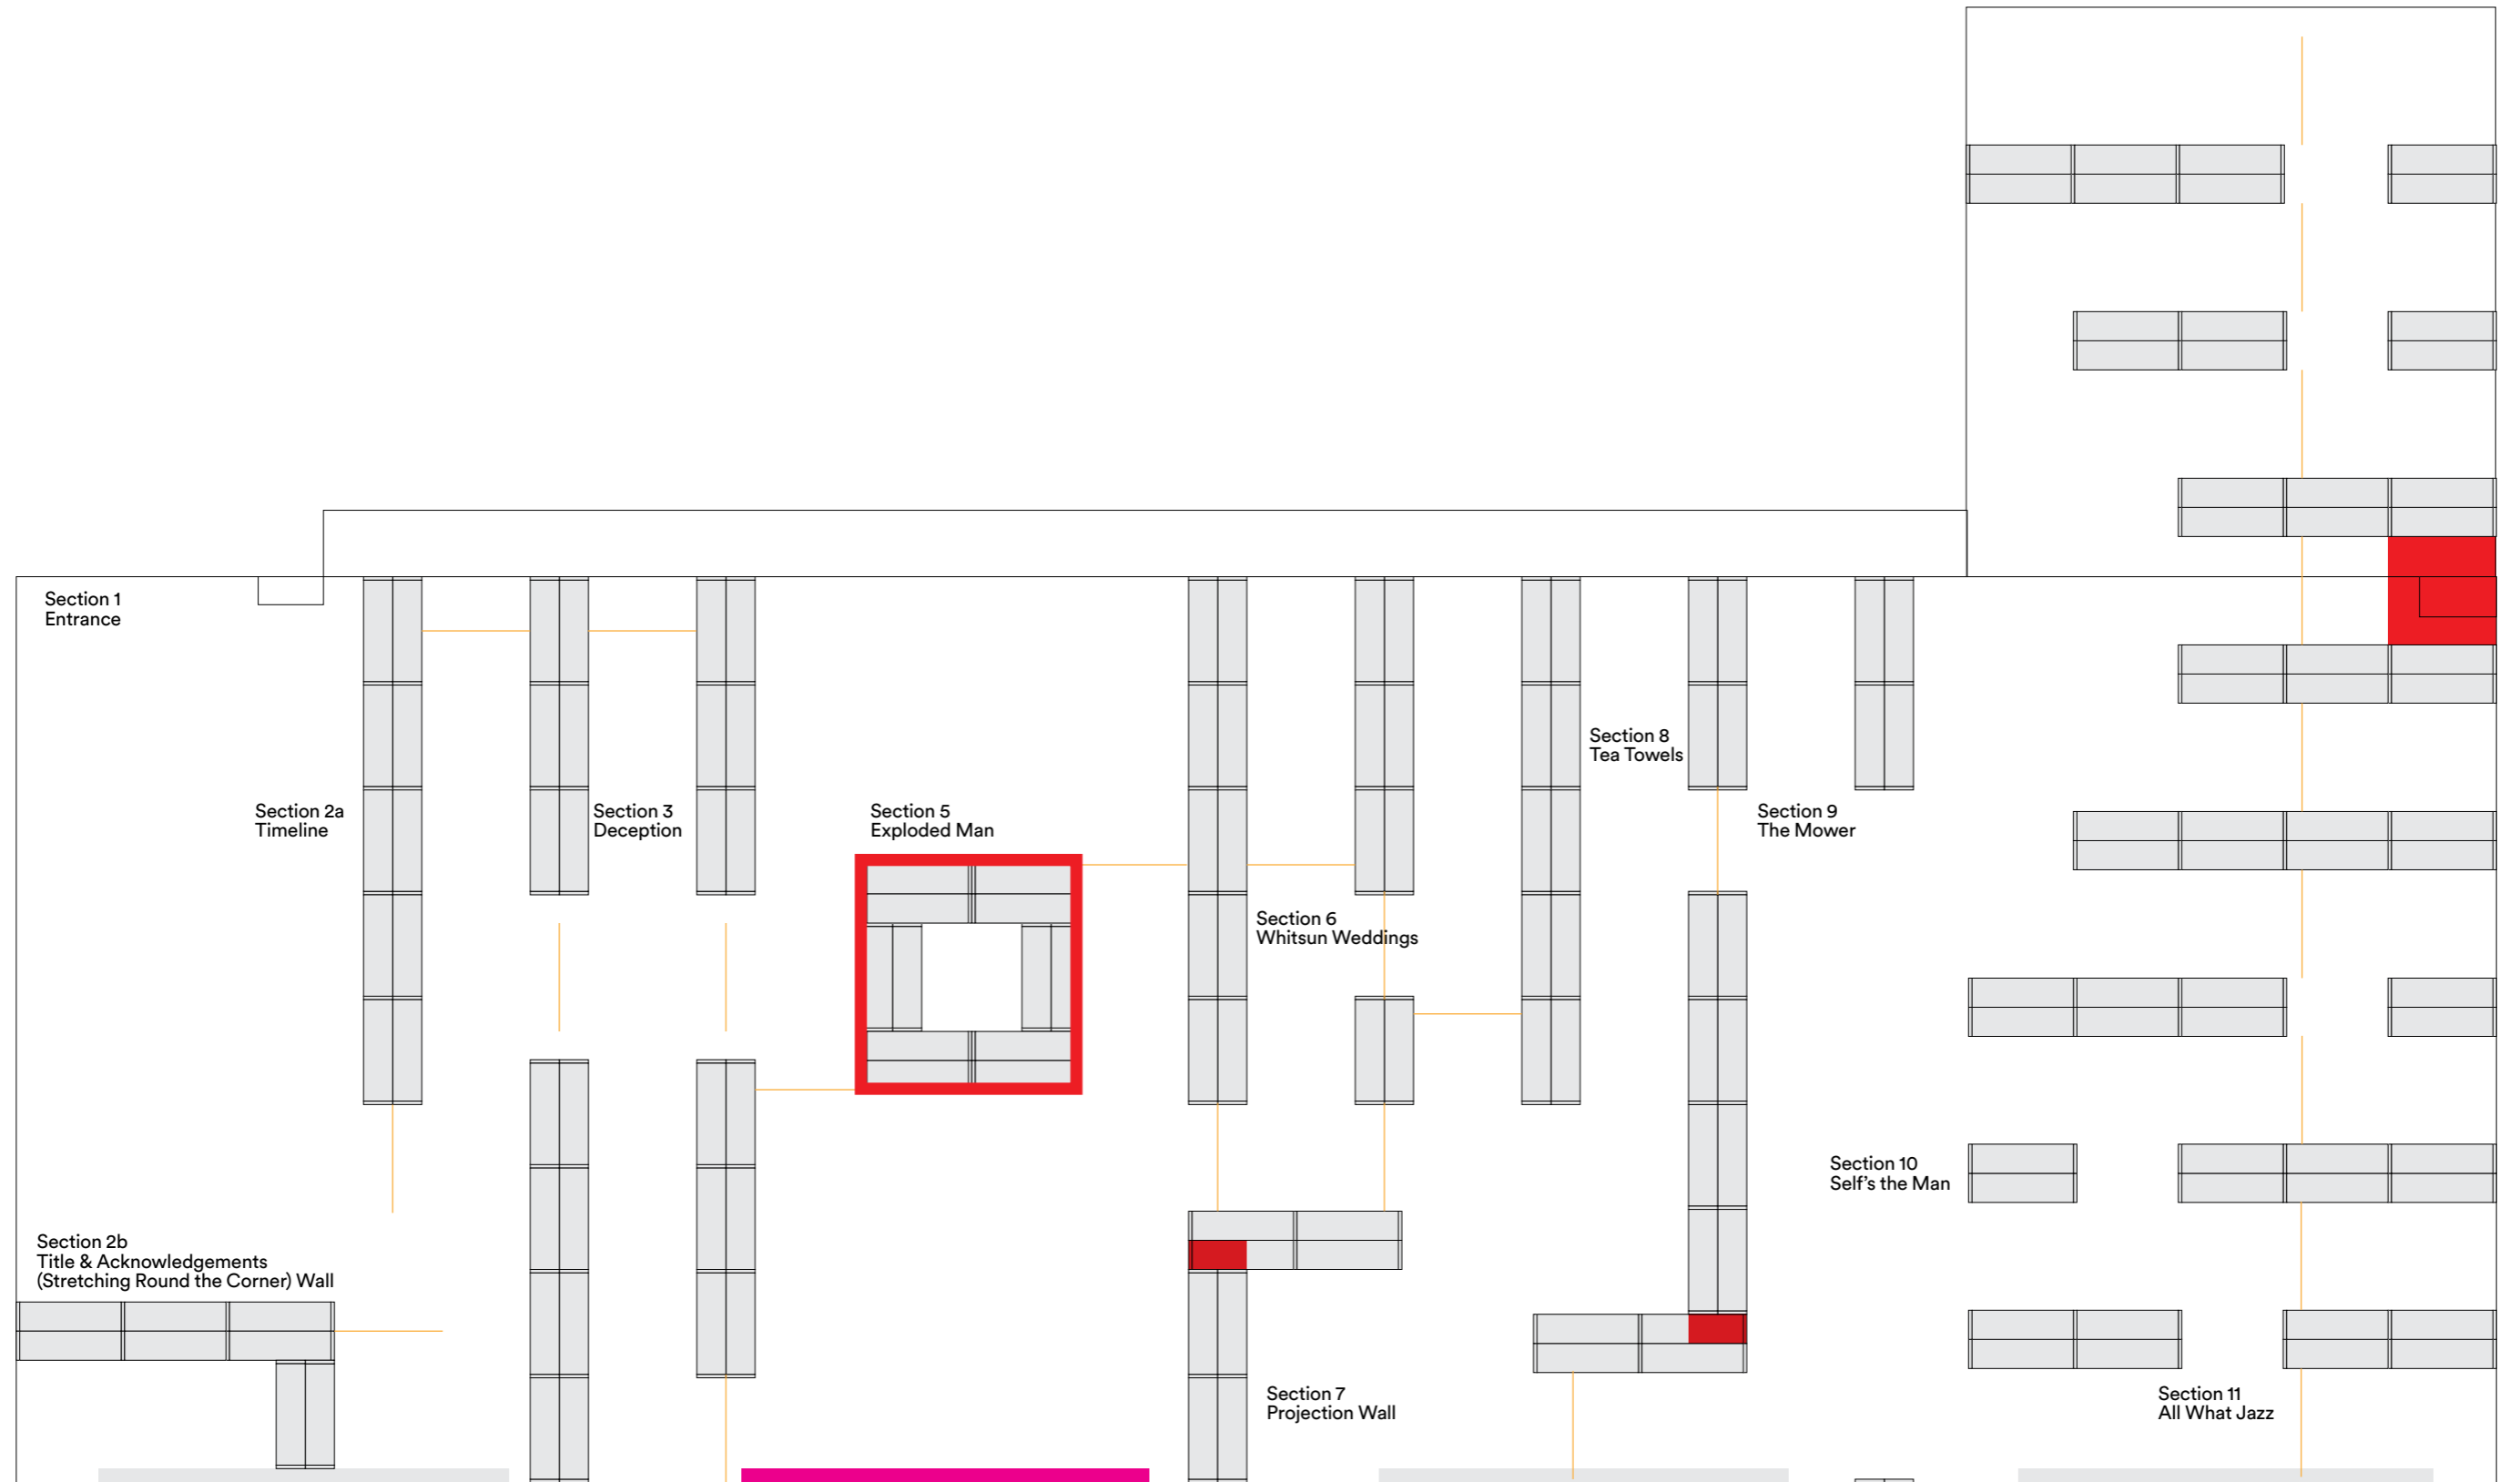 Section 1
Entrance
Section 2a
Timeline
Section 2b
Title & Acknowledgements
(Stretching Round the Corner) Wall
Section 3
Deception
Section 5
Exploded Man
Section 6
Whitsun Weddings
Section 7
Projection Wall
Section 8
Tea Towels
Section 9
The Mower
Section 10
Self’s the Man
Section 11
All What Jazz